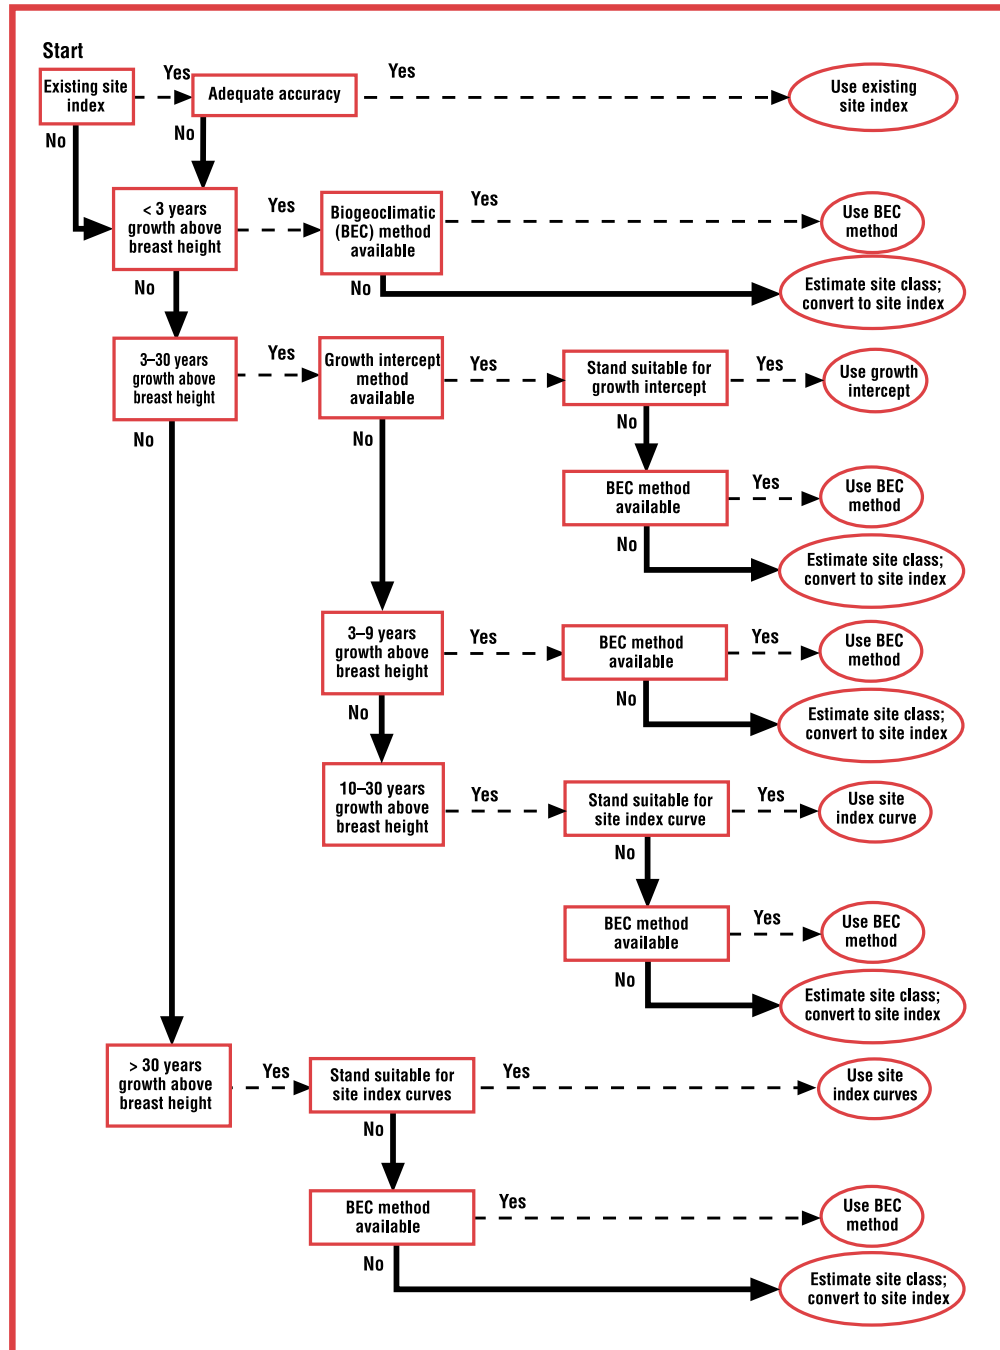 Start
Existing site
index
Yes
Adequate accuracy
Yes
Use existing
site index
No
No
< 3 years
growth above
breast height
Yes
Biogeoclimatic
(BEC) method
available
Yes
Use BEC
method
No
No
Estimate site class;
convert to site index
3–30 years
growth above
breast height
Yes
Growth intercept
method
available
Yes
Stand suitable for
growth intercept
Yes
Use growth
intercept
No
No
No
BEC method
available
Yes
Use BEC
method
No
Estimate site class;
convert to site index
3–9 years
growth above
breast height
Yes
BEC method
available
Yes
Use BEC
method
No
No
Estimate site class;
convert to site index
10–30 years
growth above
breast height
Yes
Stand suitable for
site index curve
Yes
Use site
index curve
No
BEC method
available
Yes
Use BEC
method
No
Estimate site class;
convert to site index
> 30 years
growth above
breast height
Yes
Stand suitable for
site index curves
Yes
Use site
index curves
No
BEC method
available
Yes
Use BEC
method
No
Estimate site class;
convert to site index